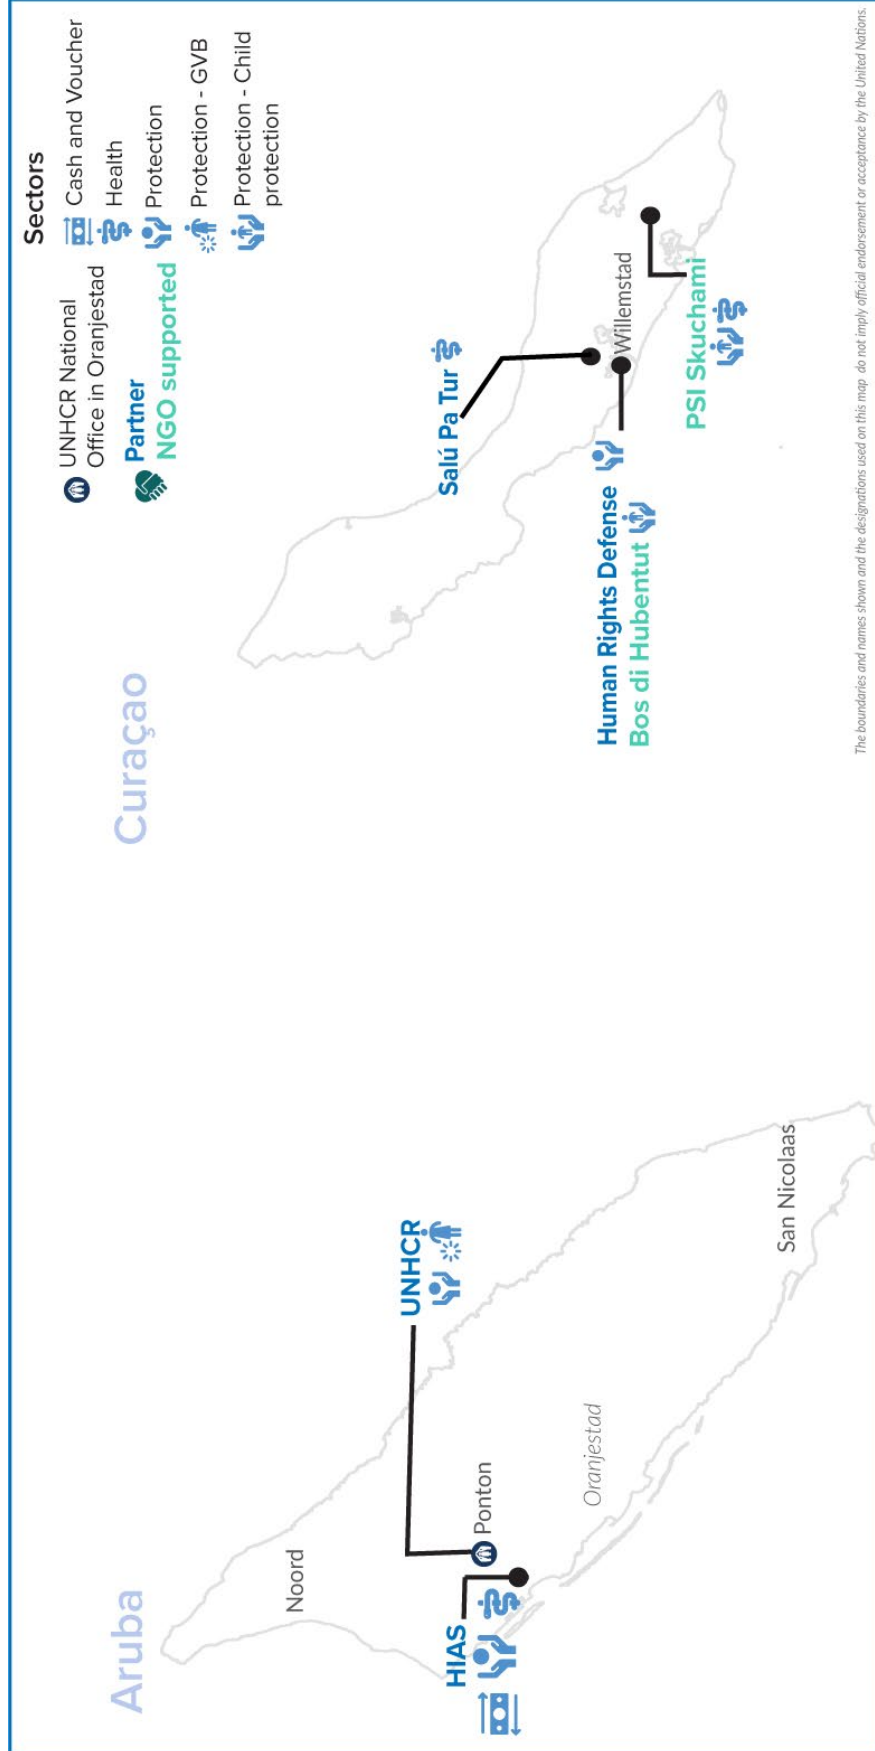 Aruba
Curaçao
UNHCR National
Office in Oranjestad
Partner
NGO supported
Sectors
Cash and Voucher
Health
Protection
Protection - GVB
Protection - Child
protection
Noord
UNHCR
HIAS
Ponton
Oranjestad
San Nicolaas
Salú Pa Tur
Willemstad
Human Rights Defense
Bos di Hubentut
PSI Skuchami
The boundaries and names shown and the designations used on this map do not imply official endorsement or acceptance by the United Nations.